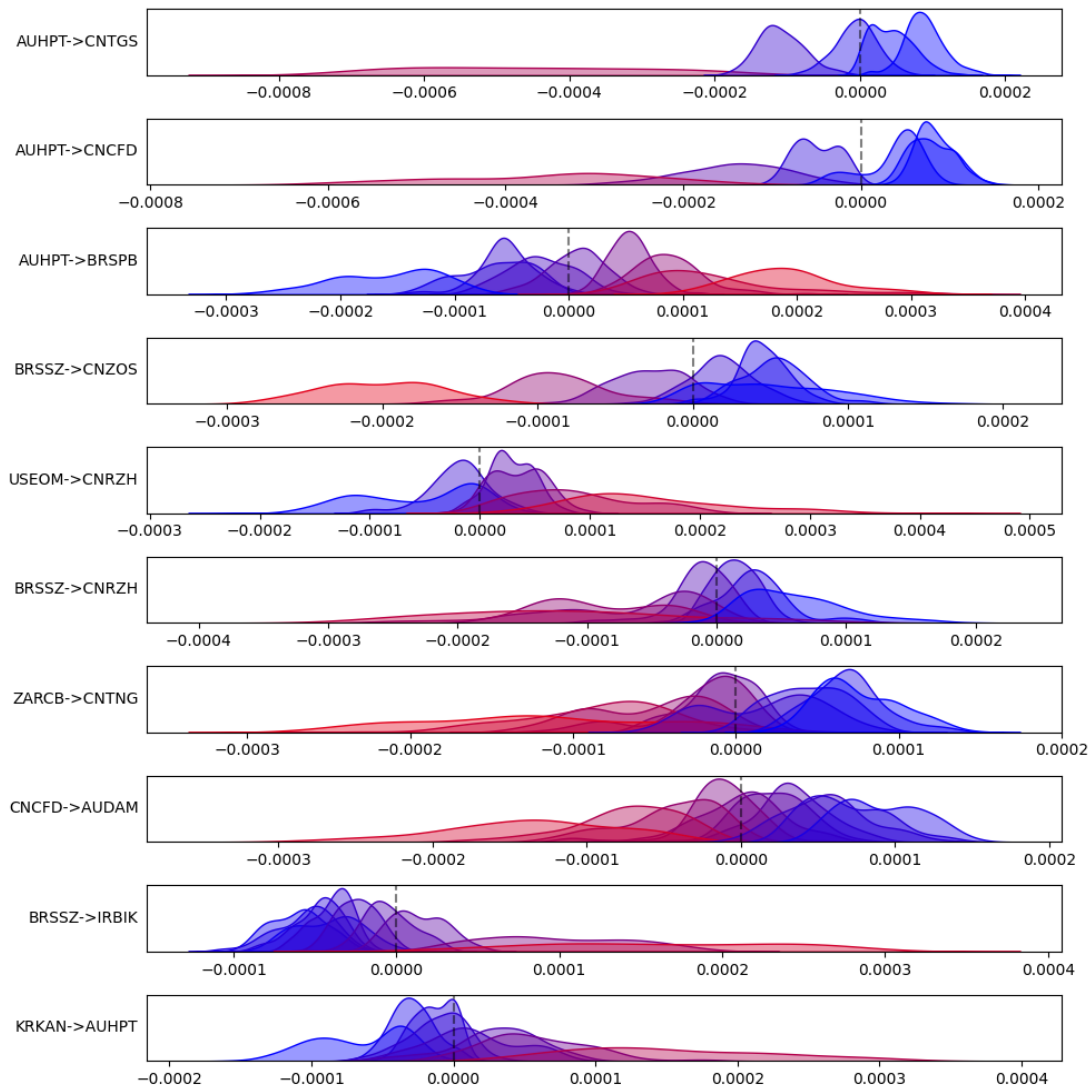 AUHPT->CNTGS
−0.0008 −0.0006 −0.0004 −0.0002 0.0000 0.0002
AUHPT->CNCFD
−0.0008 −0.0006 −0.0004 −0.0002 0.0000 0.0002
AUHPT->BRSPB
−0.0003 −0.0002 −0.0001 0.0000 0.0001 0.0002 0.0003 0.0004
BRSSZ->CNZOS
−0.0003 −0.0002 −0.0001 0.0000 0.0001 0.0002
USEOM->CNRZH
−0.0003 −0.0002 −0.0001 0.0000 0.0001 0.0002 0.0003 0.0004 0.0005
BRSSZ->CNRZH
−0.0004 −0.0003 −0.0002 −0.0001 0.0000 0.0001 0.0002
ZARCB->CNTNG
−0.0003 −0.0002 −0.0001 0.0000 0.0001 0.0002
CNCFD->AUDAM
−0.0003 −0.0002 −0.0001 0.0000 0.0001 0.0002
BRSSZ->IRBIK
−0.0001 0.0000 0.0001 0.0002 0.0003 0.0004
KRKAN->AUHPT
−0.0002 −0.0001 0.0000 0.0001 0.0002 0.0003 0.0004